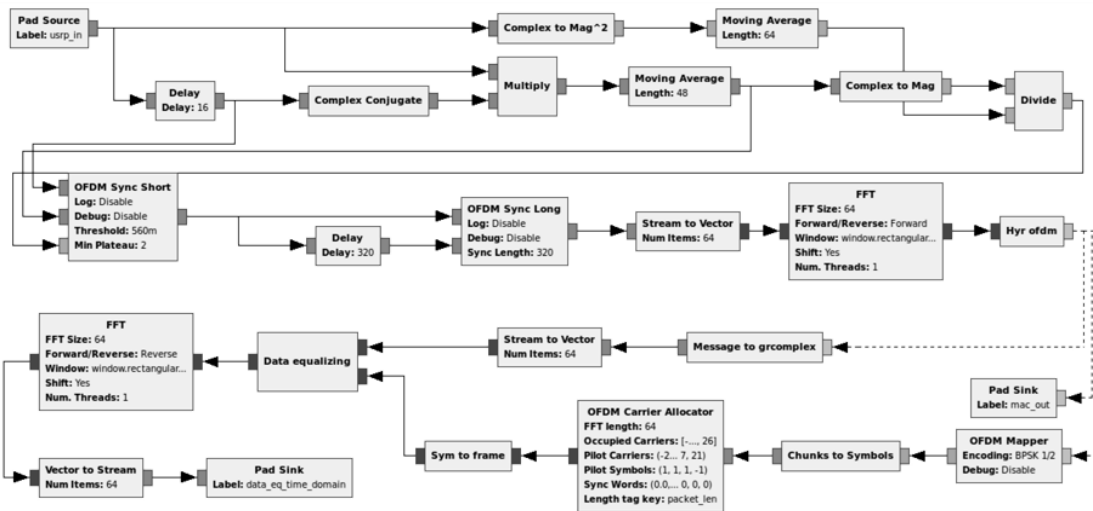 Pad Source
Label: usrp_in
Complex to Mag^2
Moving Average
Length: 64
Delay
Delay: 16
Complex Conjugate
Multiply
Moving Average
Length: 48
Complex to Mag
Divide
OFDM Sync Short
Log: Disable
Debug: Disable
Threshold: 560m
Min Plateau: 2
Delay
Delay: 320
OFDM Sync Long
Log: Disable
Debug: Disable
Sync Length: 320
Stream to Vector
Num Items: 64
FFT
FFT Size: 64
Forward/Reverse: Forward
Window: window.rectangular...
Shift: Yes
Num. Threads: 1
Hyr ofdm
FFT
FFT Size: 64
Forward/Reverse: Reverse
Window: window.rectangular...
Shift: Yes
Num. Threads: 1
Data equalizing
Stream to Vector
Num Items: 64
Message to grcomplex
Pad Sink
Label: mac_out
Vector to Stream
Num Items: 64
Pad Sink
Label: data_eq_time_domain
Sym to frame
OFDM Carrier Allocator
FFT length: 64
Occupied Carriers: [-..., 26]
Pilot Carriers: (-2... 7, 21)
Pilot Symbols: (1, 1, 1, -1)
Sync Words: (0.0,... 0, 0, 0)
Length tag key: packet_len
Chunks to Symbols
OFDM Mapper
Encoding: BPSK 1/2
Debug: Disable